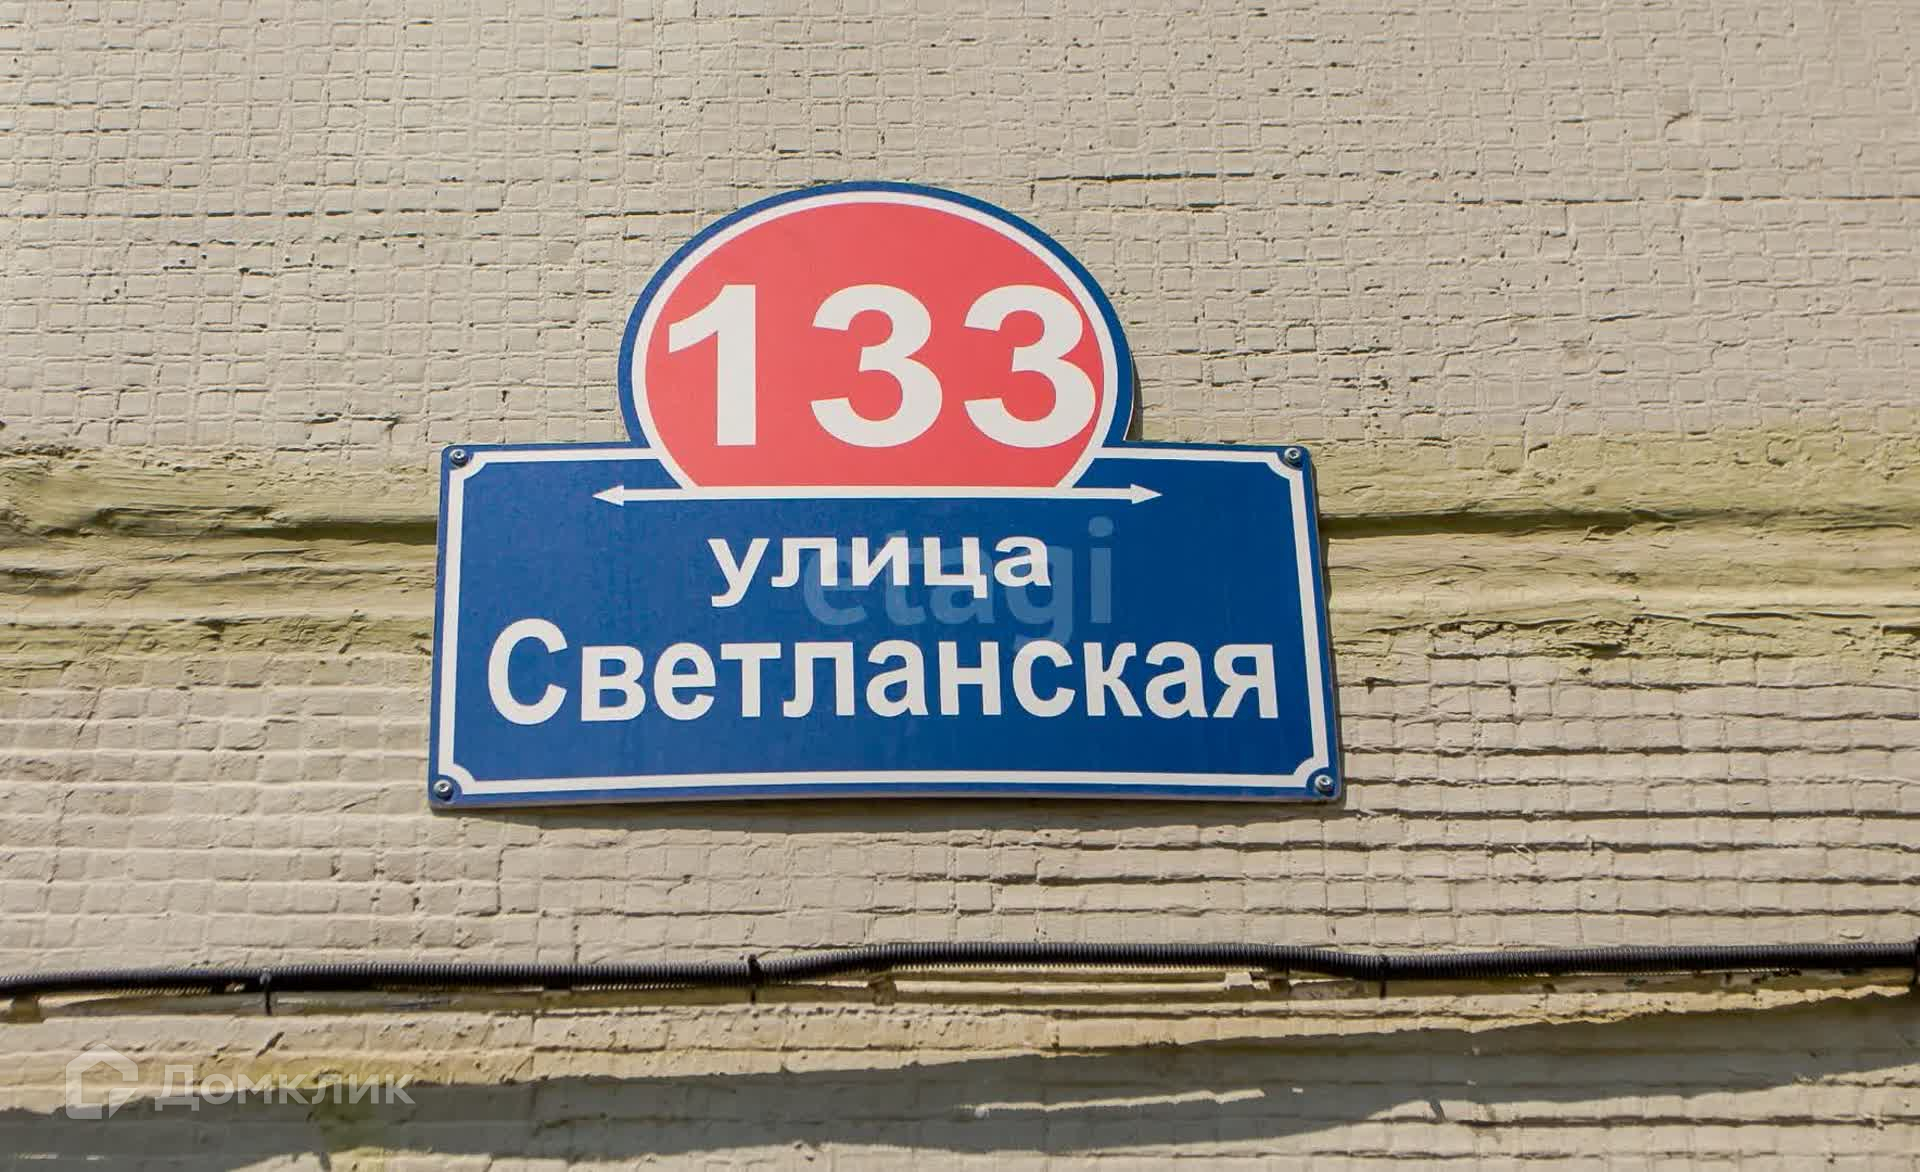 133
улица
etagi
Светланская
Домклик